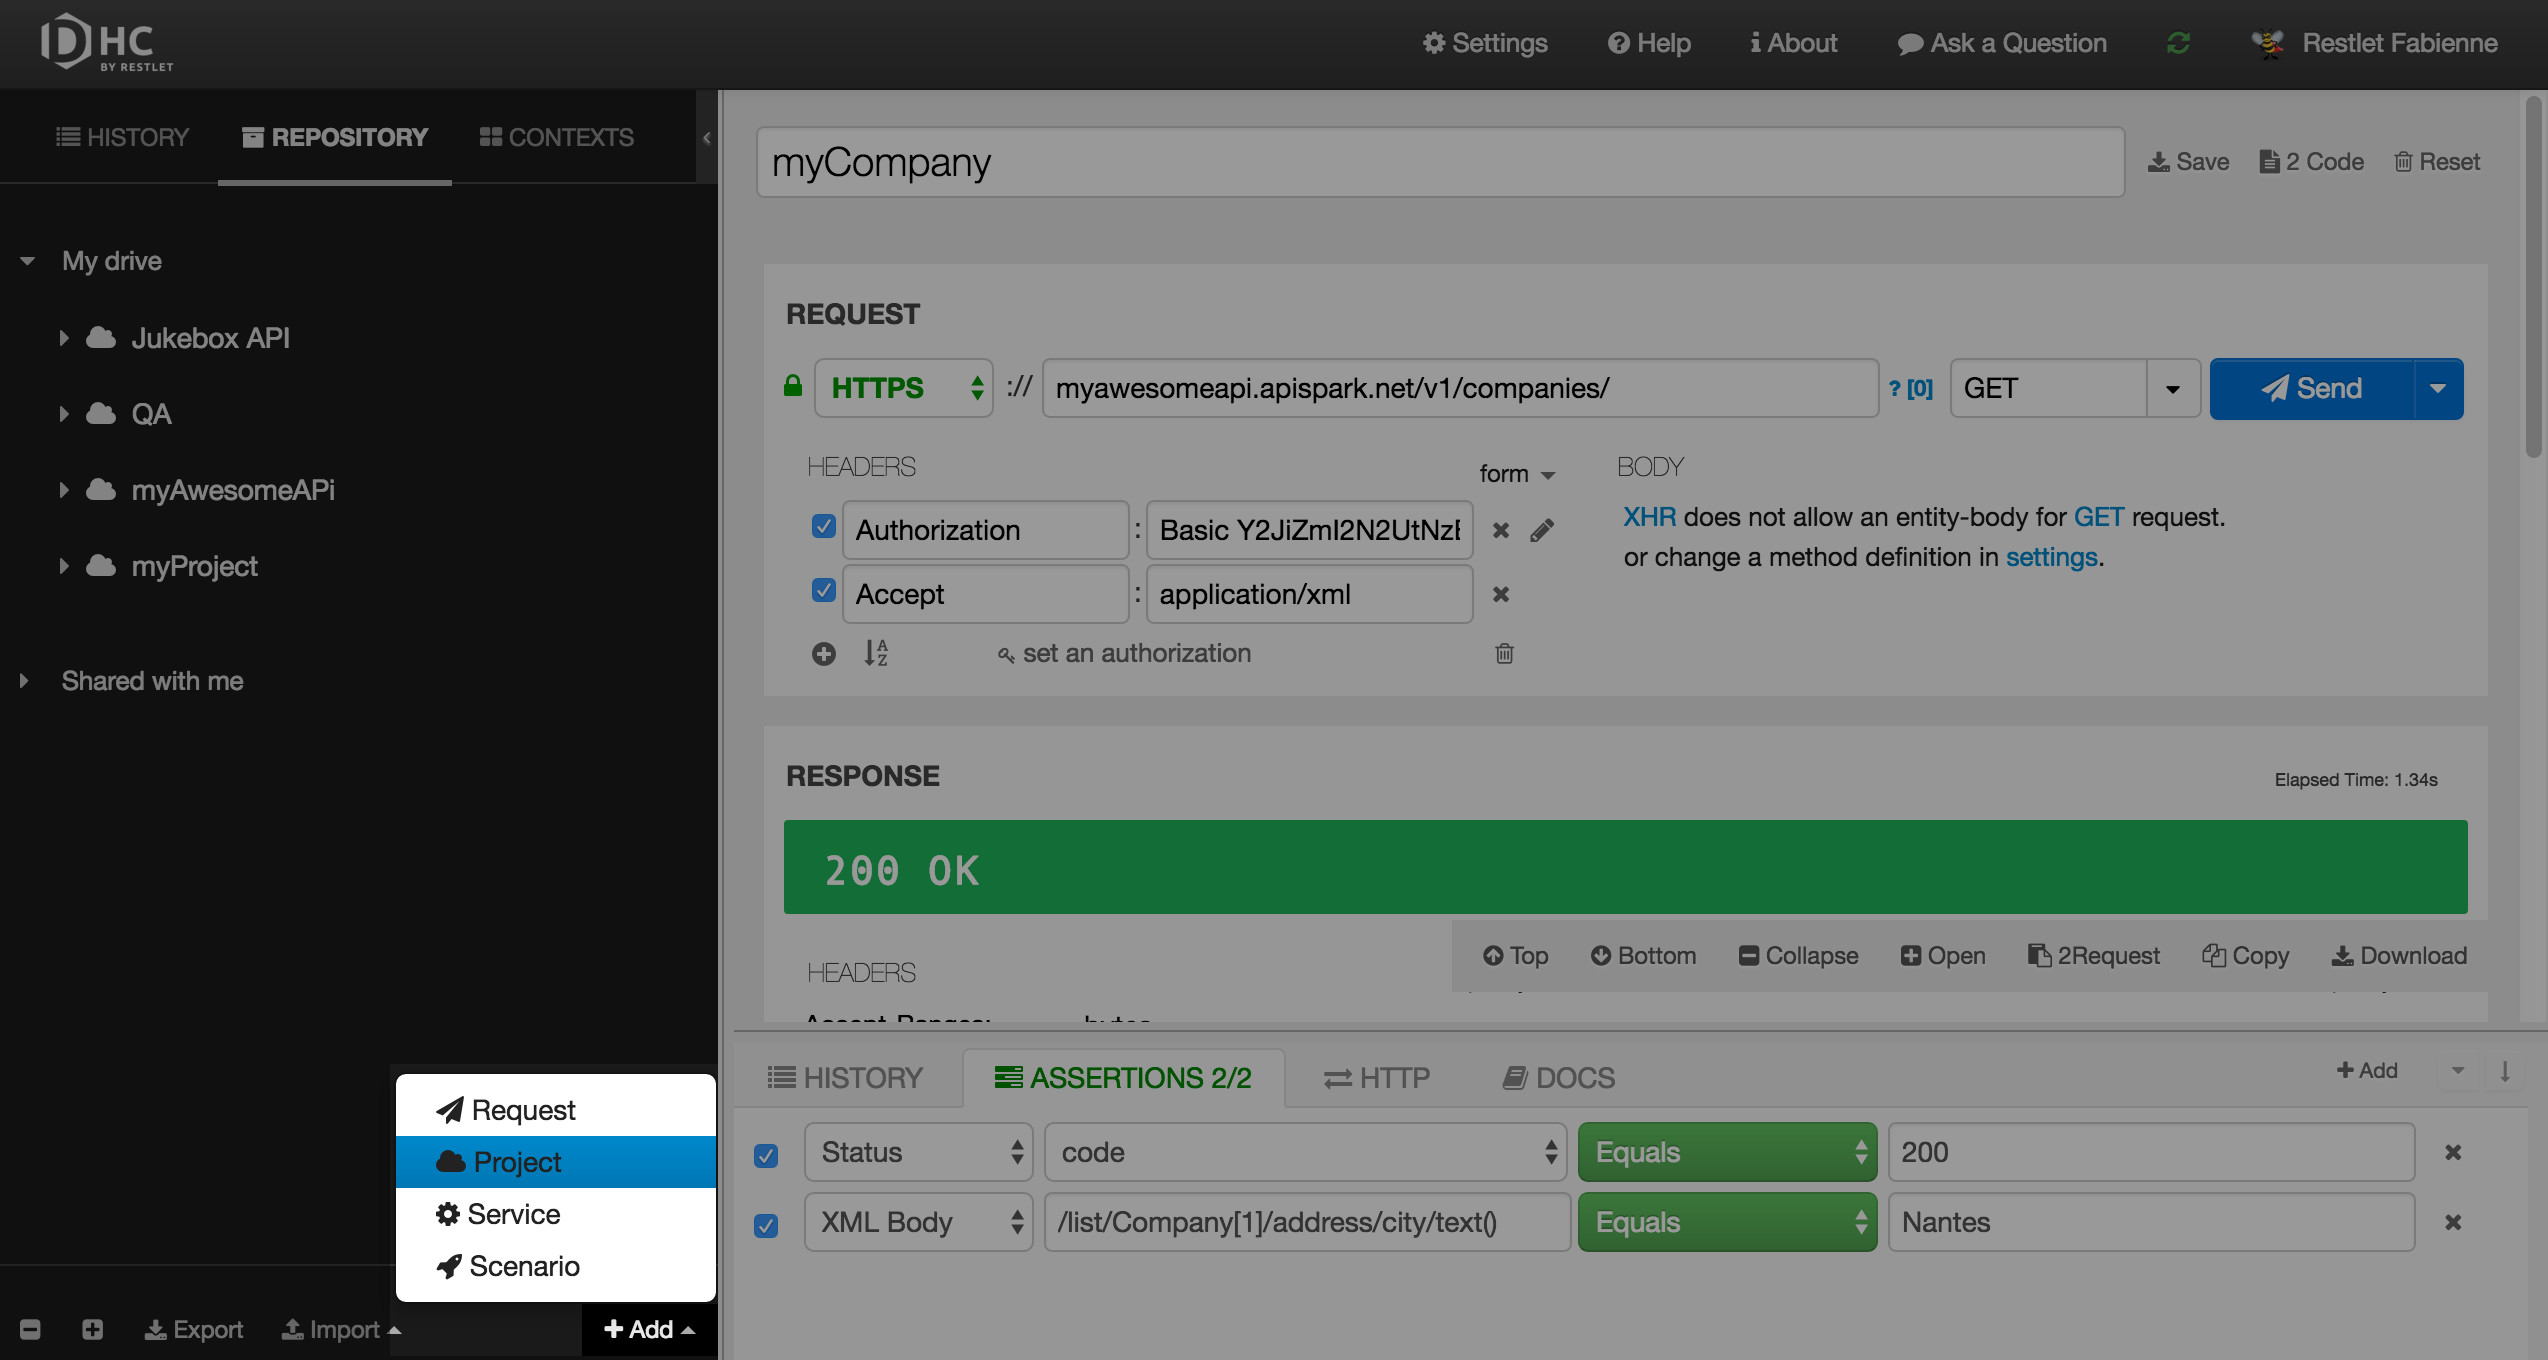 DHC
BY RESTLET
Settings Help About Ask a Question Restlet Fabienne
HISTORY REPOSITORY CONTEXTS
My drive
Jukebox API
QA
myAwesomeAPi
myProject
Shared with me
Request
Project
Service
Scenario
Export Import Add
myCompany
Save 2 Code Reset
REQUEST
HTTPS :// myawesomeapi.apispark.net/v1/companies/ ? [0] GET Send
HEADERS form
Authorization : Basic
Accept : application/xml
set an authorization
BODY
XHR does not allow an entity-body for GET request.
or change a method definition in settings.
RESPONSE
Elapsed Time: 1.34s
200 OK
Top Bottom Collapse Open 2Request Copy Download
HEADERS
Accept-Ranges: bytes
HISTORY ASSERTIONS 2/2 HTTP DOCS
Add
Status code Equals 200
XML Body /list/Company[1]/address/city/text() Equals Nantes